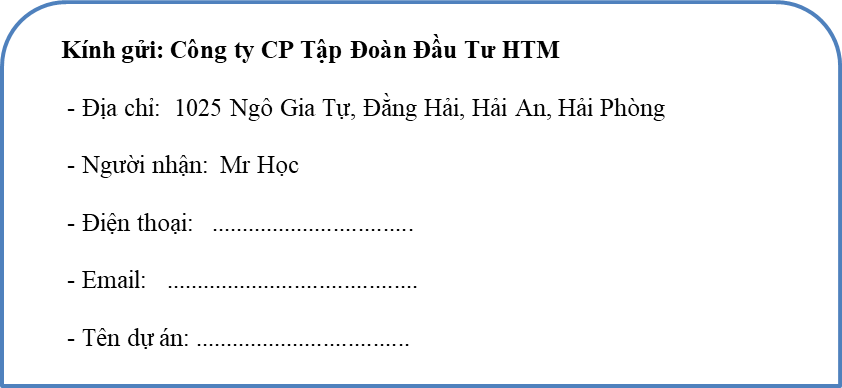 Kính gửi: Công ty CP Tập Đoàn Đầu Tư HTM
- Địa chỉ: 1025 Ngô Gia Tự, Đằng Hải, Hải An, Hải Phòng
- Người nhận: Mr Học
- Điện thoại: ..................................
- Email: ..........................................
- Tên dự án: ....................................